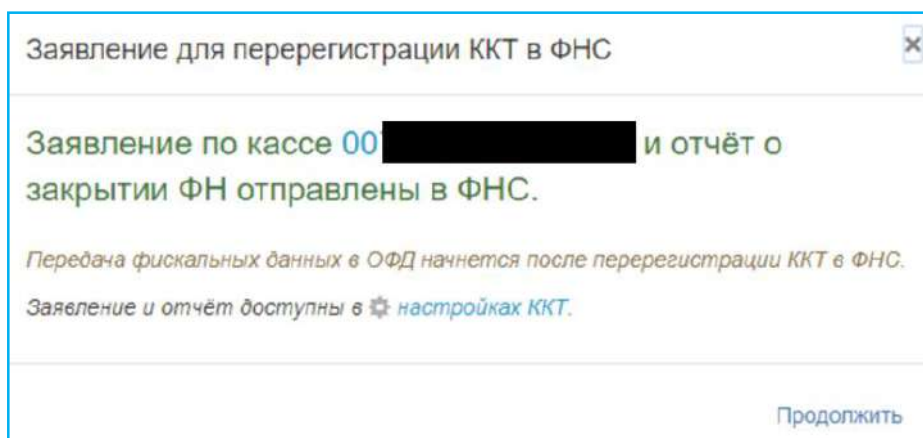 Заявление для перерегистрации ККТ в ФНС
Заявление по кассе 00 и отчёт о
закрытии ФН отправлены в ФНС.
Передача фискальных данных в ОФД начнется после перерегистрации ККТ в ФНС.
Заявление и отчёт доступны в настройках ККТ.
Продолжить